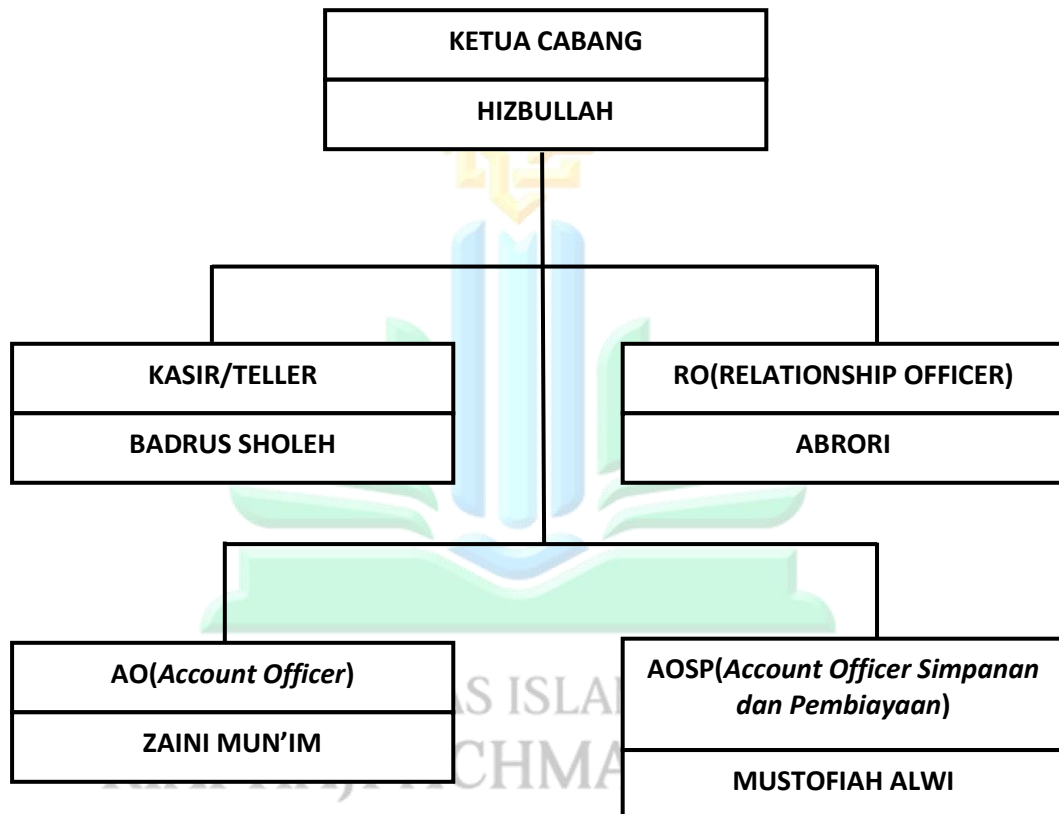 KETUA CABANG
HIZBULLAH
KASIR/TELLER
BADRUS SHOLEH
RO(RELATIONSHIP OFFICER)
ABRORI
AO(Account Officer)
ZAINI MUN’IM
AOSP(Account Officer Simpanan
dan Pembiayaan)
MUSTOFIAH ALWI